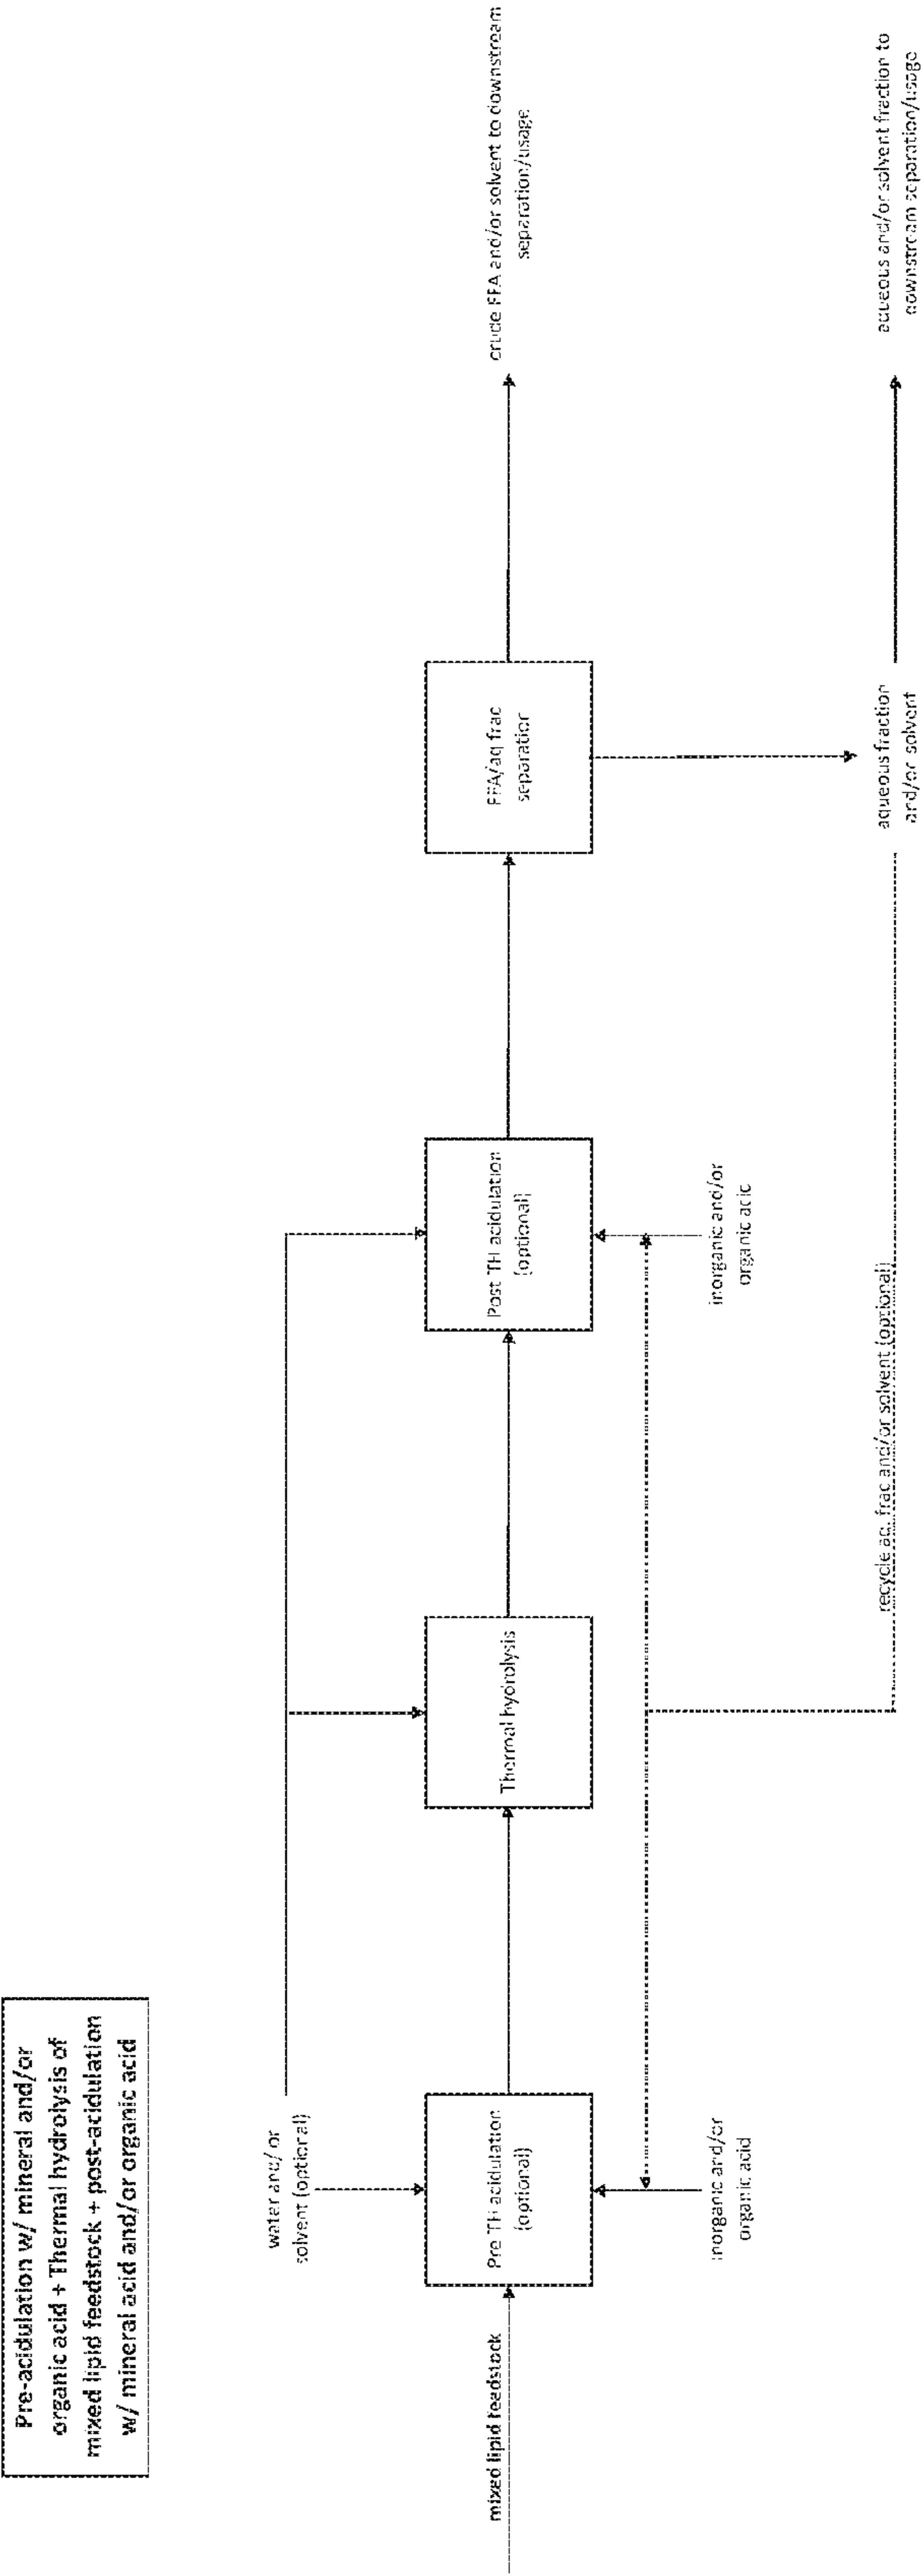 Pre-acidulation w/ mineral and/or
organic acid + Thermal hydrolysis of
mixed lipid feedstock + post-acidulation
w/ mineral acid and/or organic acid
water and/or
solvent (optional)
mixed lipid feedstock
Pre TH acidulation
(optional)
Thermal hydrolysis
Post TH acidulation
(optional)
FFA/aq frac
separation
crude FFA and/or solvent to downstream
separation/usage
inorganic and/or
organic acid
inorganic and/or
organic acid
recycle aq. frac and/or solvent (optional)
aqueous fraction
and/or solvent
aqueous and/or solvent fraction to
downstream separation/usage